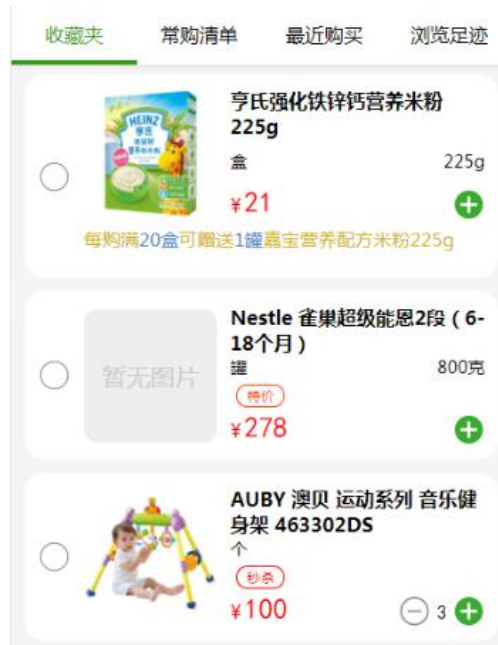 收藏夹 常购清单 最近购买 浏览足迹
HEINZ
亨氏
亨氏强化铁锌钙营养米粉
225g
盒 225g
¥21
每购满20盒可赠送1罐嘉宝营养配方米粉225g
暂无图片
Nestle 雀巢超级能恩2段（6-
18个月）
罐 800克
特价
¥278
AUBY 澳贝 运动系列 音乐健
身架 463302DS
个
秒杀
¥100
3